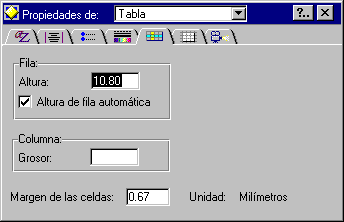 Propiedades de: Tabla ?.. X
Z
Fila:
Altura: 10.80
Altura de fila automática
Columna:
Grosor:
Margen de las celdas: 0.67 Unidad: Milímetros